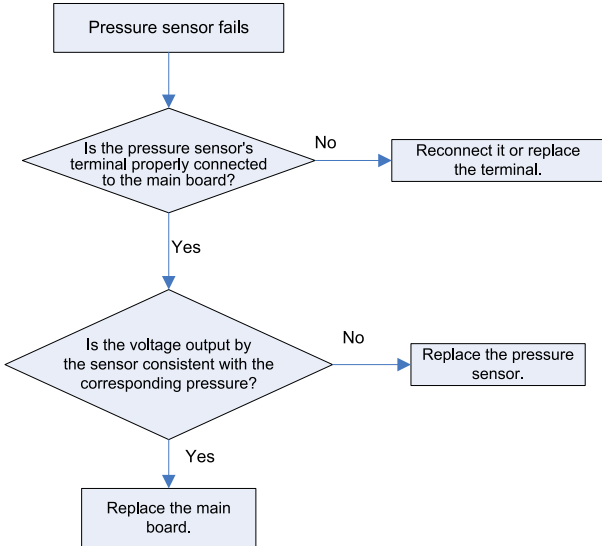 Pressure sensor fails
Is the pressure sensor's
terminal properly connected
to the main board?
No
Reconnect it or replace
the terminal.
Yes
Is the voltage output by
the sensor consistent with the
corresponding pressure?
No
Replace the pressure
sensor.
Yes
Replace the main
board.